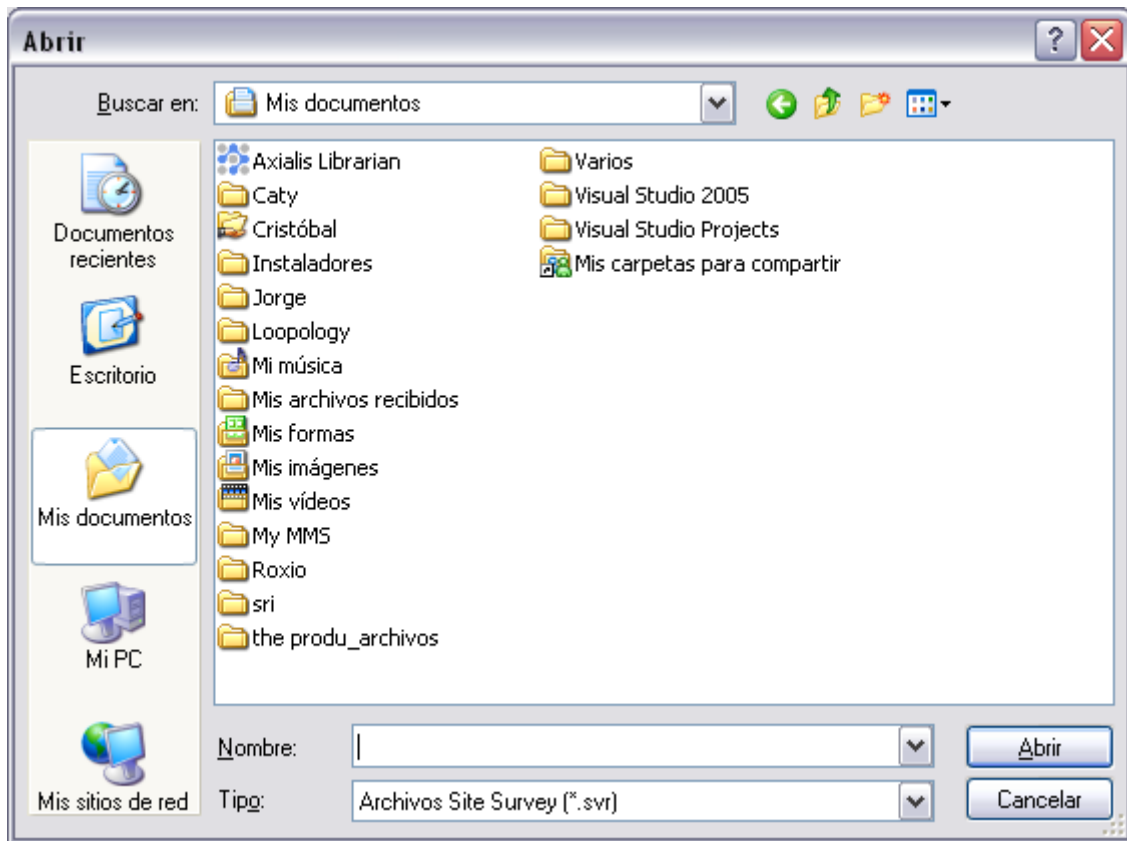 Abrir
Buscar en: Mis documentos
Documentos
recientes
Escritorio
Mis documentos
Mi PC
Mis sitios de red
Axialis Librarian
Caty
Cristóbal
Instaladores
Jorge
Loopology
Mi música
Mis archivos recibidos
Mis formas
Mis imágenes
Mis vídeos
My MMS
Roxio
sri
the produ_archivos
Varios
Visual Studio 2005
Visual Studio Projects
Mis carpetas para compartir
Nombre: Abrir
Tipo: Archivos Site Survey (*.svr) Cancelar